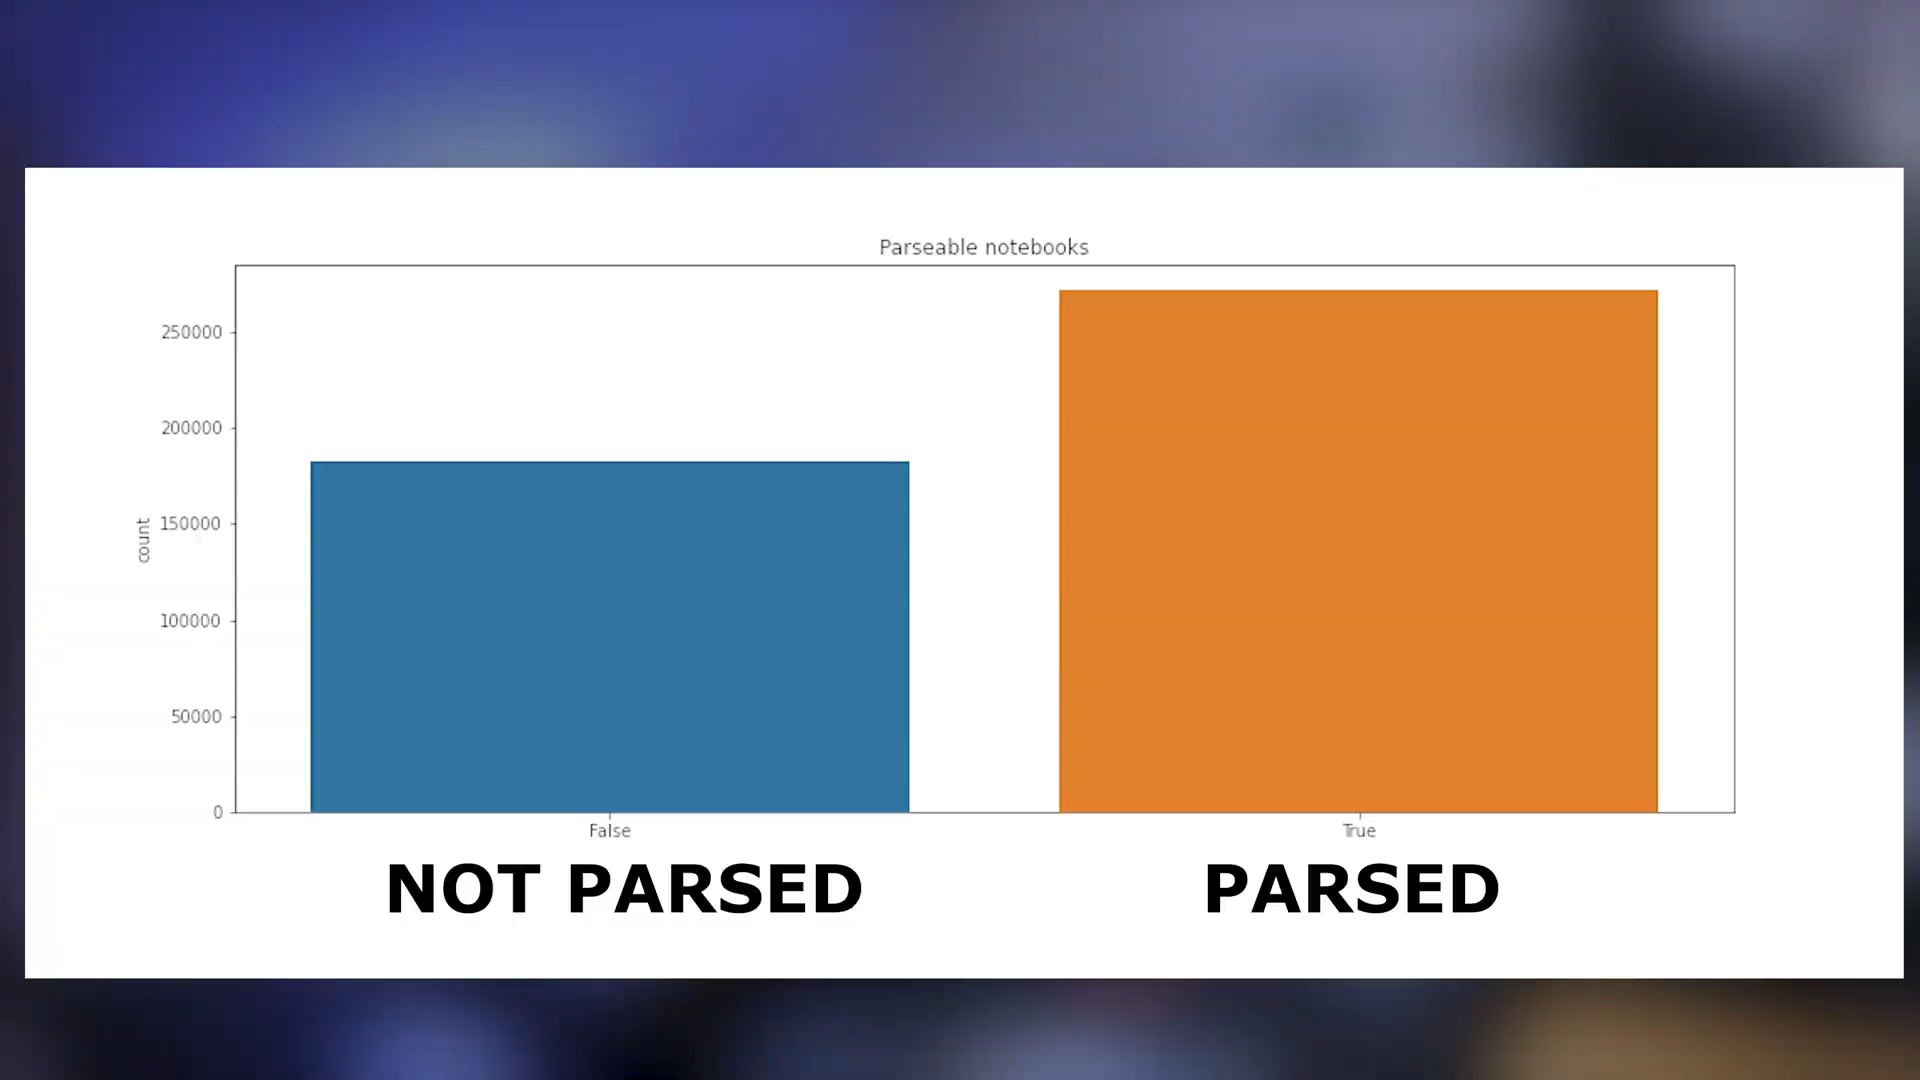 Parseable notebooks
250000
200000
150000
100000
50000
0
count
False
True
NOT PARSED
PARSED